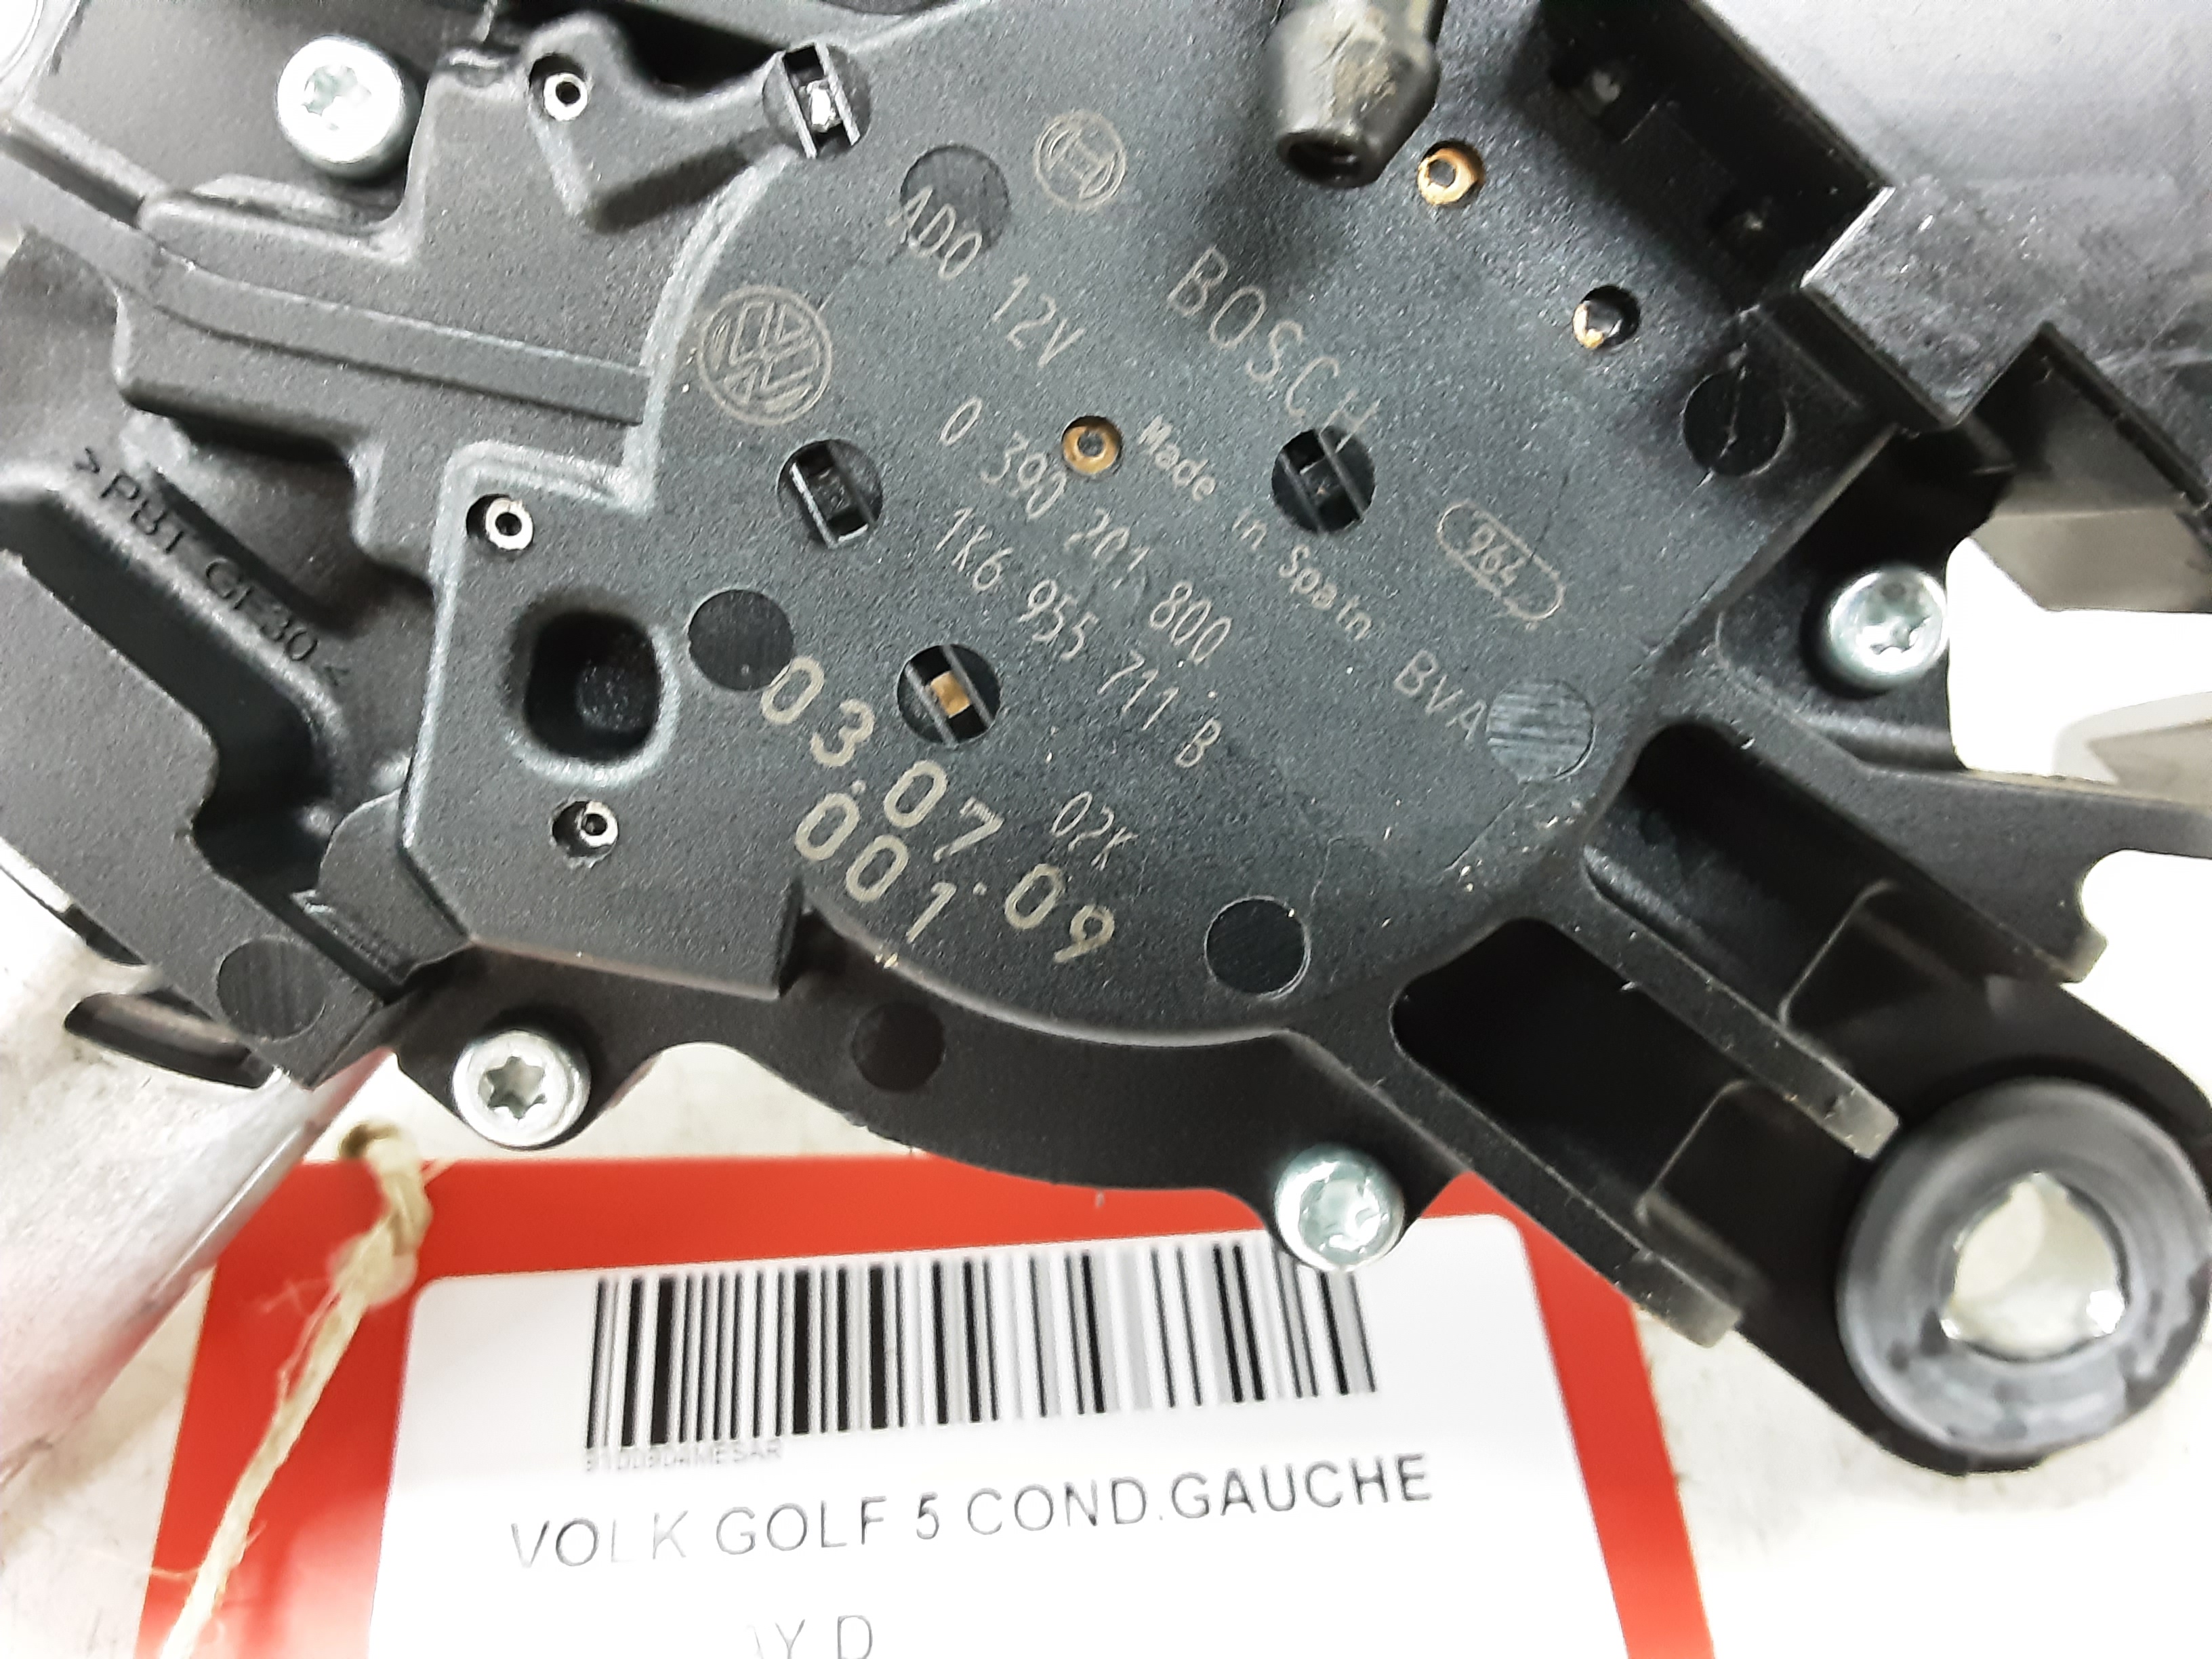 AD0 12V
BOSCH
0 390 201 800
Made in Spain
964
1K6 955 711 B
BVA
02K
03.07.09
001
>PBT GF30<
VOLK GOLF 5 COND.GAUCHE
D